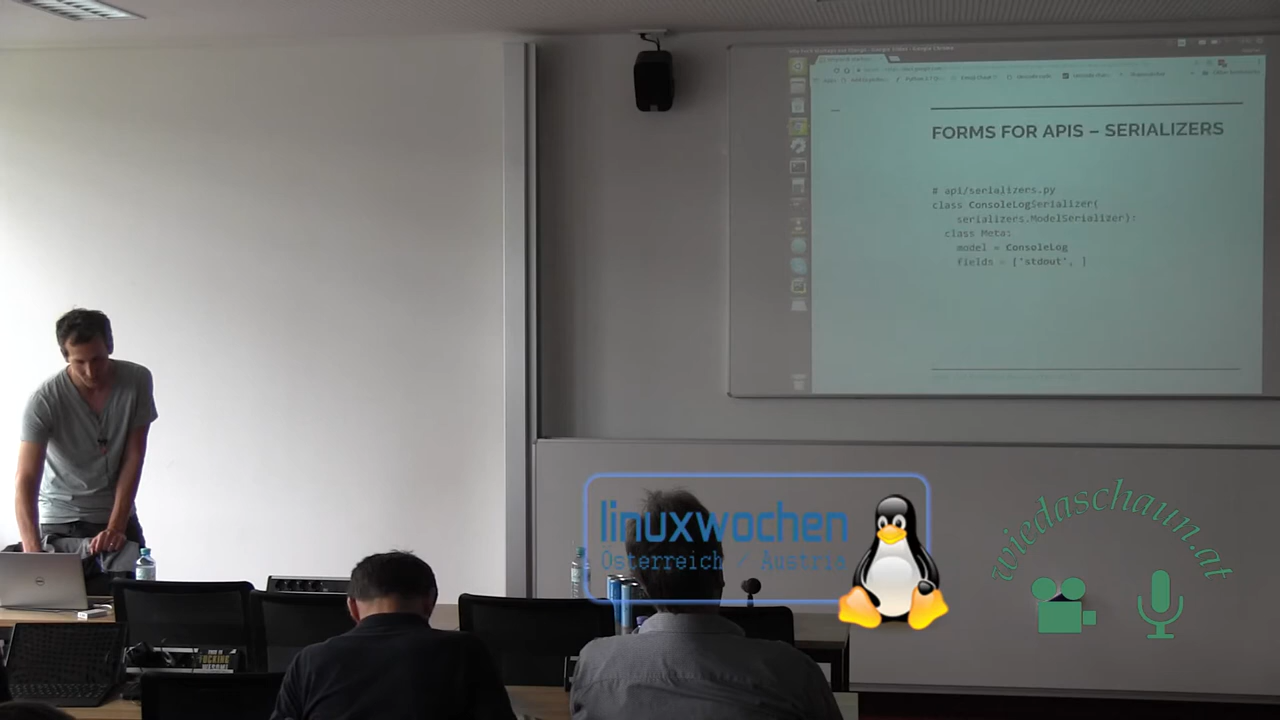 FORMS FOR APIS – SERIALIZERS
# api/serializers.py
class ConsoleLogSerializer(
serializers.ModelSerializer):
class Meta:
model = ConsoleLog
fields = ['stdout', ]
linuxwochen
Österreich / Austria
wiedaschaun.at
DELL